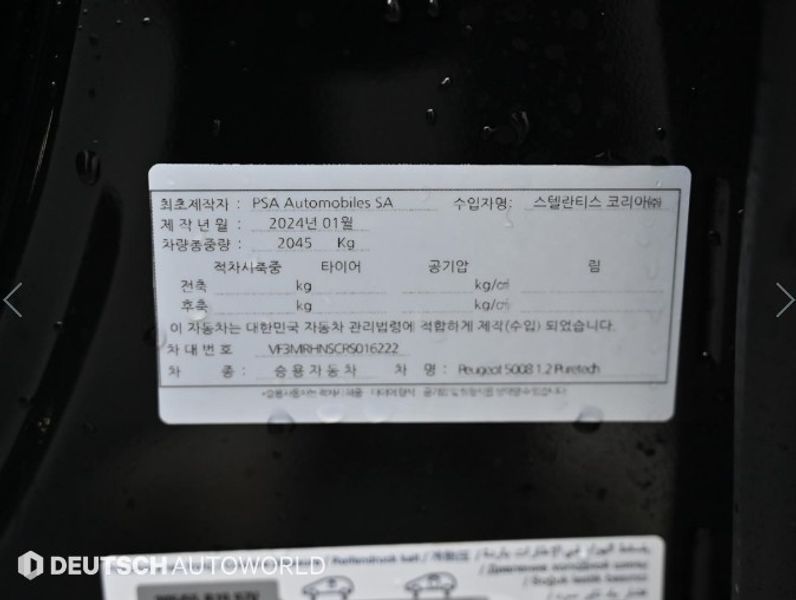 최초제작자 : PSA Automobiles SA 수입자명: 스텔란티스 코리아㈜
제작년월 : 2024년 01월
차량총중량 : 2045 Kg
적차시축중 타이어 공기압 림
전축 kg kg/㎠
후축 kg kg/㎠
이 자동차는 대한민국 자동차 관리법령에 적합하게 제작(수입) 되었습니다.
차대번호 VF3MRHNSCRS016222
차 종 : 승용자동차 차 명 : Peugeot 5008 1.2 Puretech
DEUTSCH AUTOWORLD